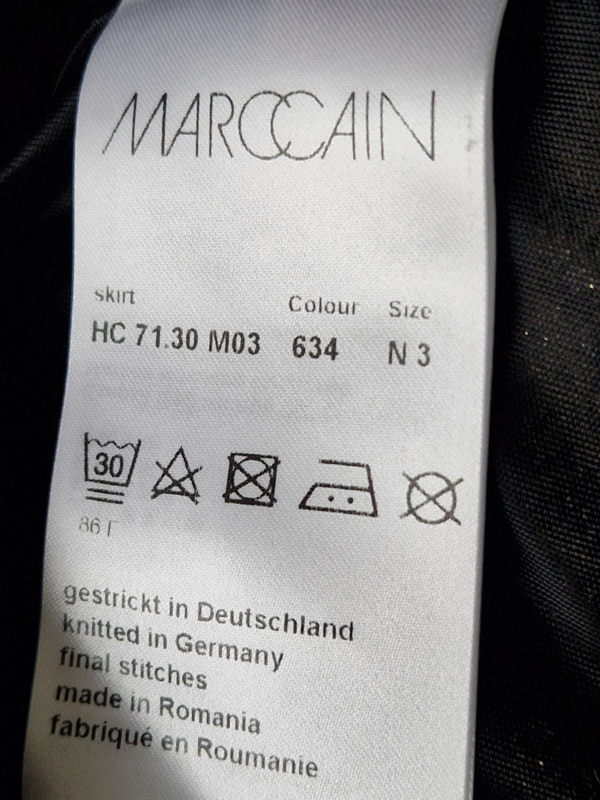 MARCCAIN
skirt Colour Size
HC 71.30 M03 634 N 3
30
86 F
gestrickt in Deutschland
knitted in Germany
final stitches
made in Romania
fabriqué en Roumanie